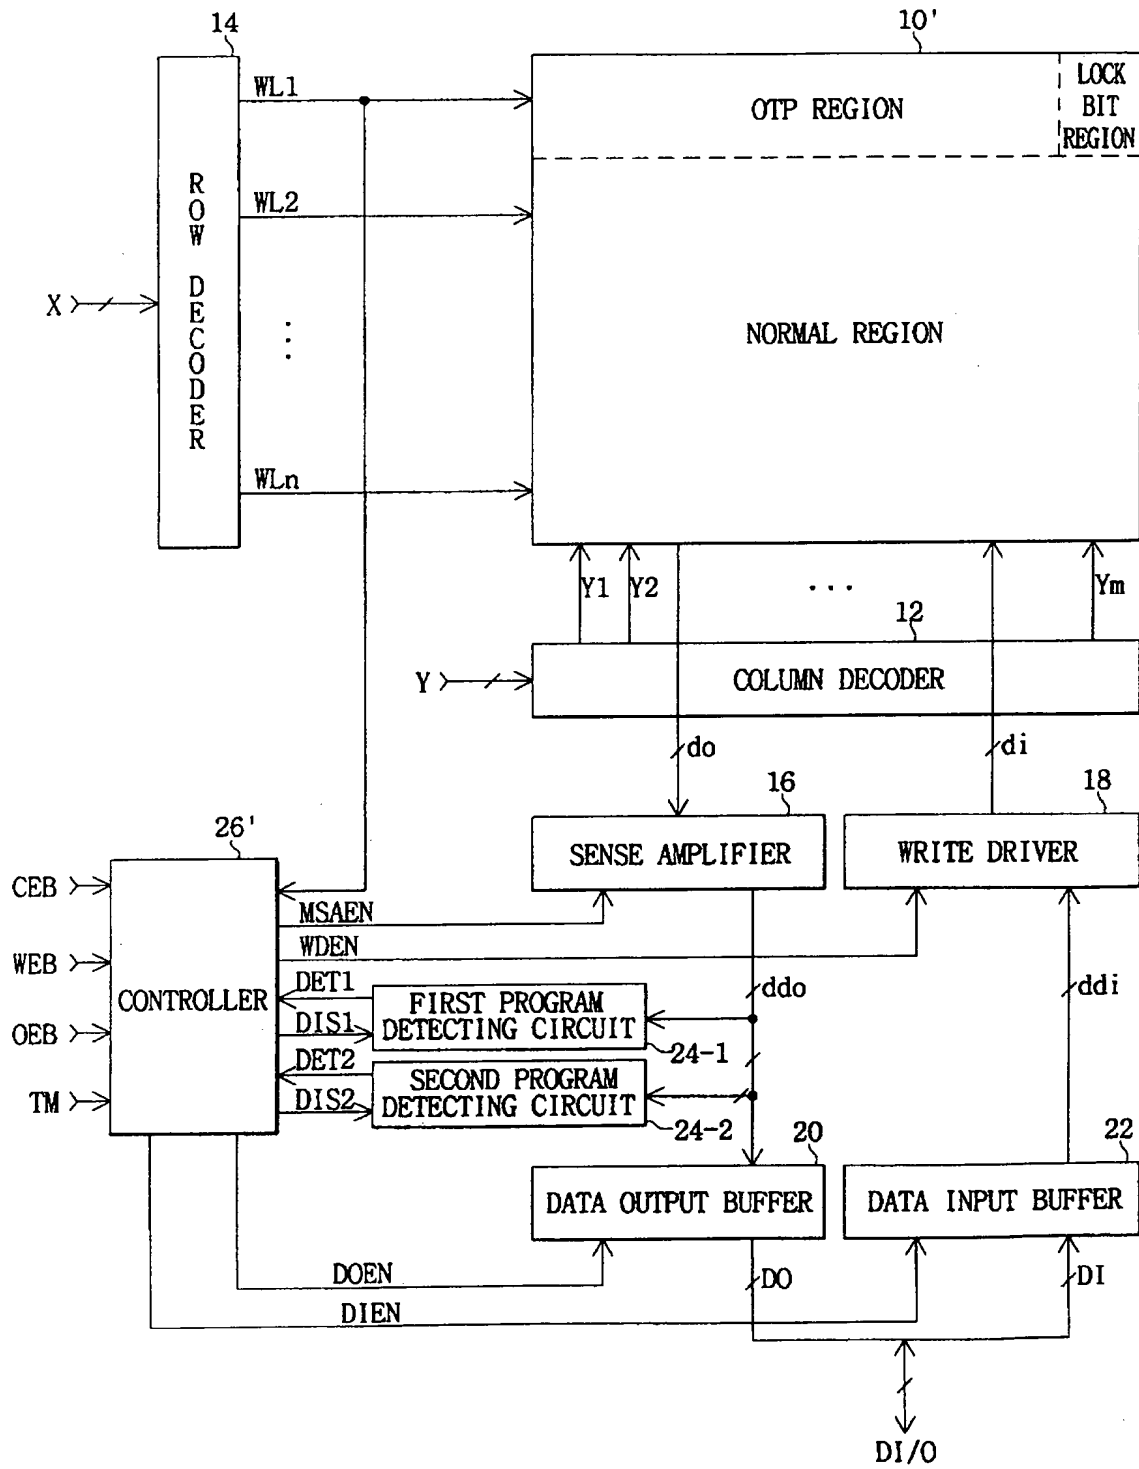 14
10'
WL1
OTP REGION
LOCK
BIT
REGION
ROW DECODER
WL2
X
NORMAL REGION
WLn
Y1
Y2
...
Ym
12
Y
COLUMN DECODER
do
di
16
18
SENSE AMPLIFIER
WRITE DRIVER
26'
CEB
MSAEN
WEB
WDEN
CONTROLLER
DET1
FIRST PROGRAM
DETECTING CIRCUIT
ddo
ddi
OEB
DIS1
24-1
DET2
SECOND PROGRAM
DETECTING CIRCUIT
TM
DIS2
24-2
20
22
DATA OUTPUT BUFFER
DATA INPUT BUFFER
DOEN
DO
DI
DIEN
DI/O